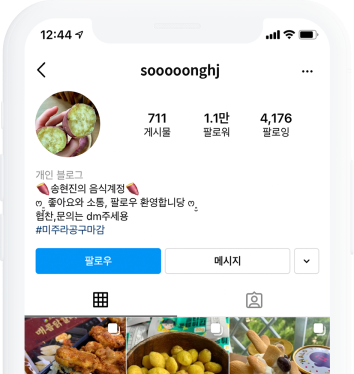 12:44
sooooonghj
711 1.1만 4,176
게시물 팔로워 팔로잉
개인 블로그
🍠송현진의 음식계정🍠
ෆ 좋아요와 소통, 팔로우 환영합니당 ෆ
협찬,문의는 dm주세용
#미주라공구마감
팔로우 메시지